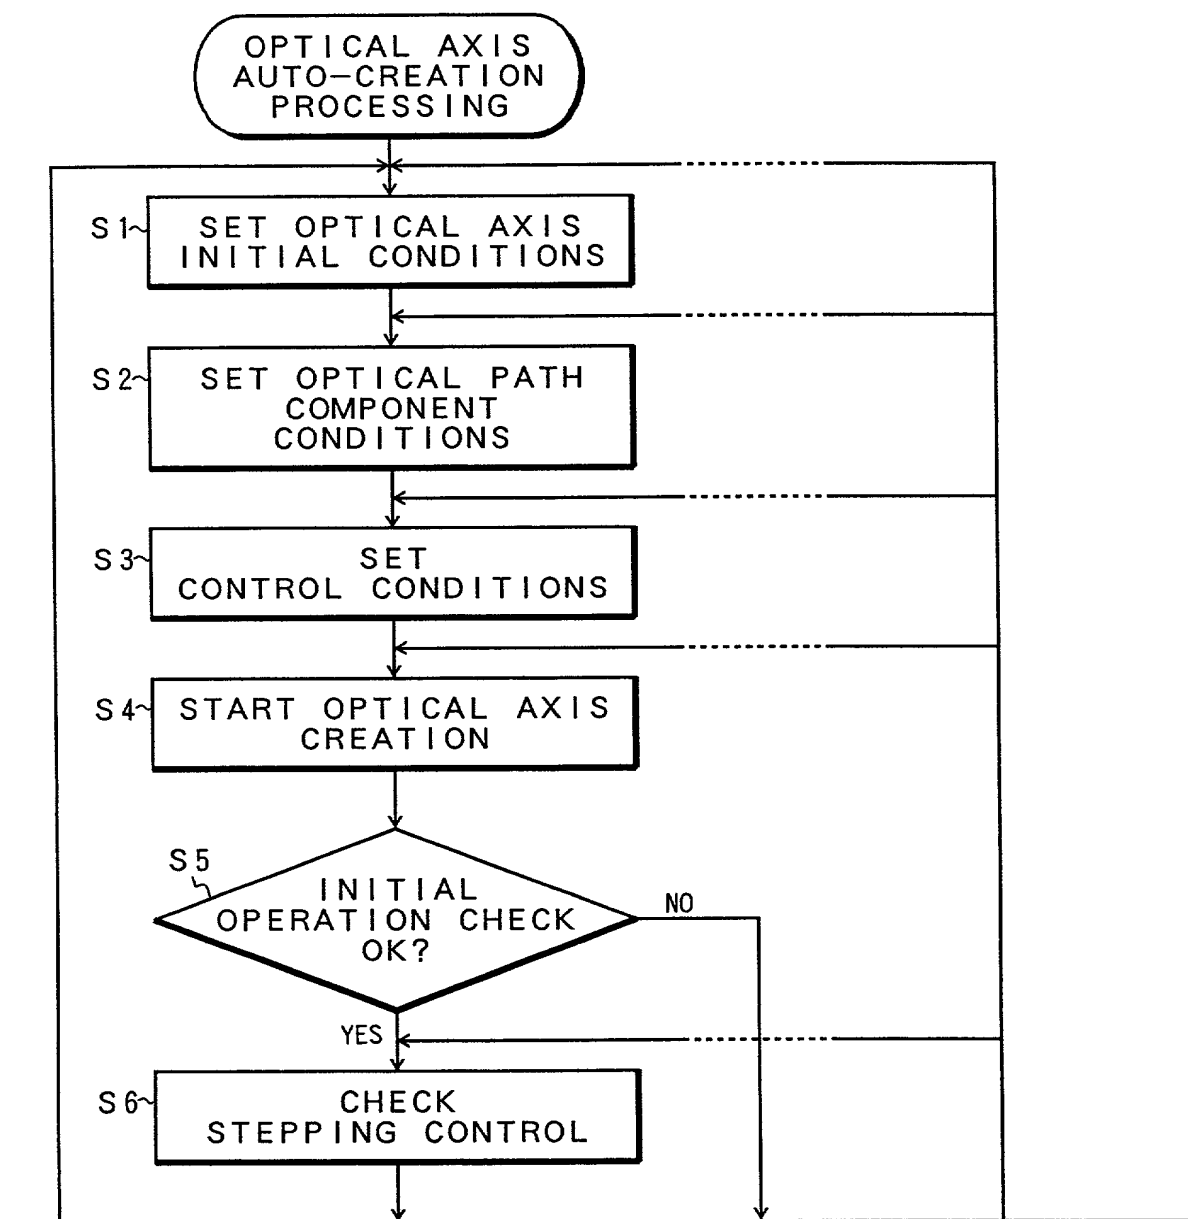 OPTICAL AXIS
AUTO-CREATION
PROCESSING
S1
SET OPTICAL AXIS
INITIAL CONDITIONS
S2
SET OPTICAL PATH
COMPONENT
CONDITIONS
S3
SET
CONTROL CONDITIONS
S4
START OPTICAL AXIS
CREATION
S5
INITIAL
OPERATION CHECK
OK?
NO
YES
S6
CHECK
STEPPING CONTROL